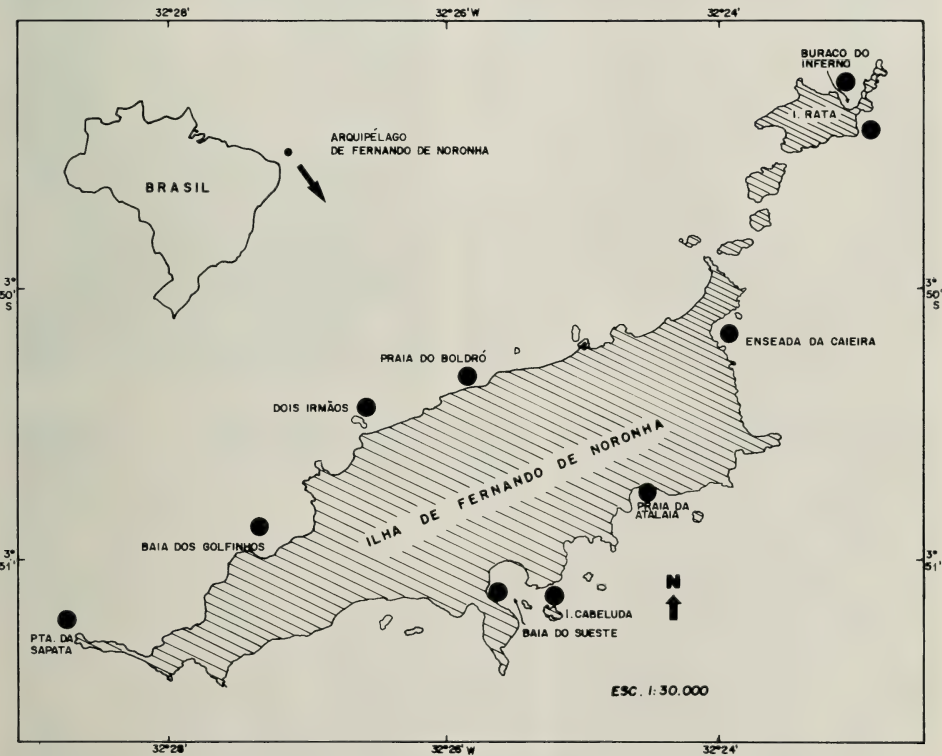 32°28'
32°26'W
32°24'
BURACO DO
INFERNO
I. RATA
ARQUIPÉLAGO
DE FERNANDO DE NORONHA
BRASIL
3°
50'
S
3°
50'
S
ENSEADA DA CAIEIRA
PRAIA DO BOLDRÓ
DOIS IRMÃOS
ILHA DE FERNANDO DE NORONHA
PRAIA DA
ATALAIA
BAIA DOS GOLFINHOS
3°
51'
3°
51'
N
I. CABELUDA
BAIA DO SUESTE
PTA. DA
SAPATA
ESC. 1:30.000
32°28'
32°26'W
32°24'